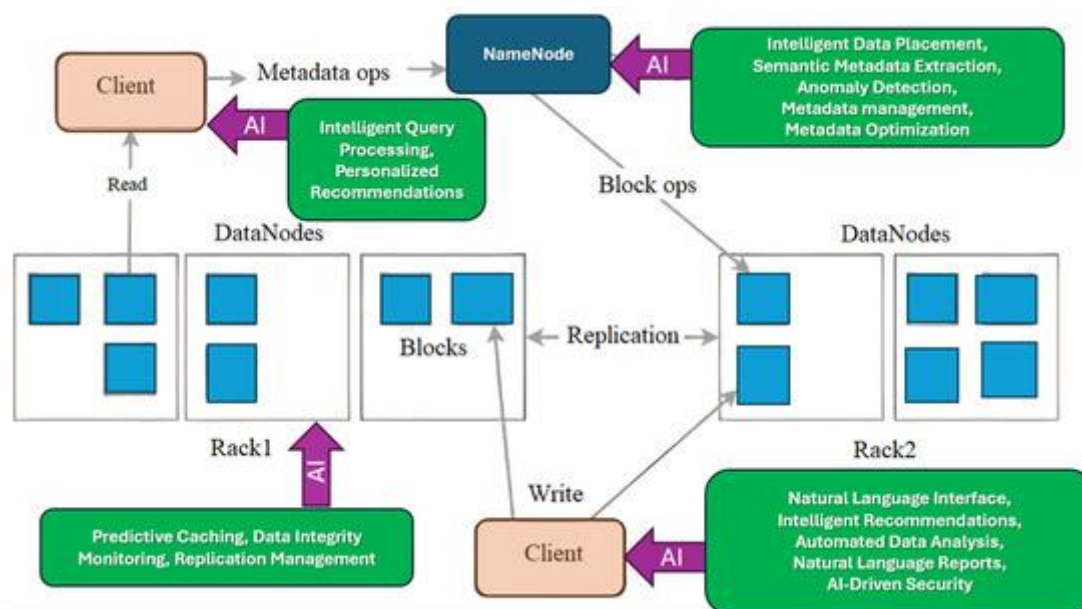 NameNode
AI
Intelligent Data Placement,
Semantic Metadata Extraction,
Anomaly Detection,
Metadata management,
Metadata Optimization
Client
Metadata ops
AI
Intelligent Query
Processing,
Personalized
Recommendations
Read
Block ops
DataNodes
DataNodes
Blocks
Replication
Rack1
Rack2
AI
Predictive Caching, Data Integrity
Monitoring, Replication Management
Write
Client
AI
Natural Language Interface,
Intelligent Recommendations,
Automated Data Analysis,
Natural Language Reports,
AI-Driven Security